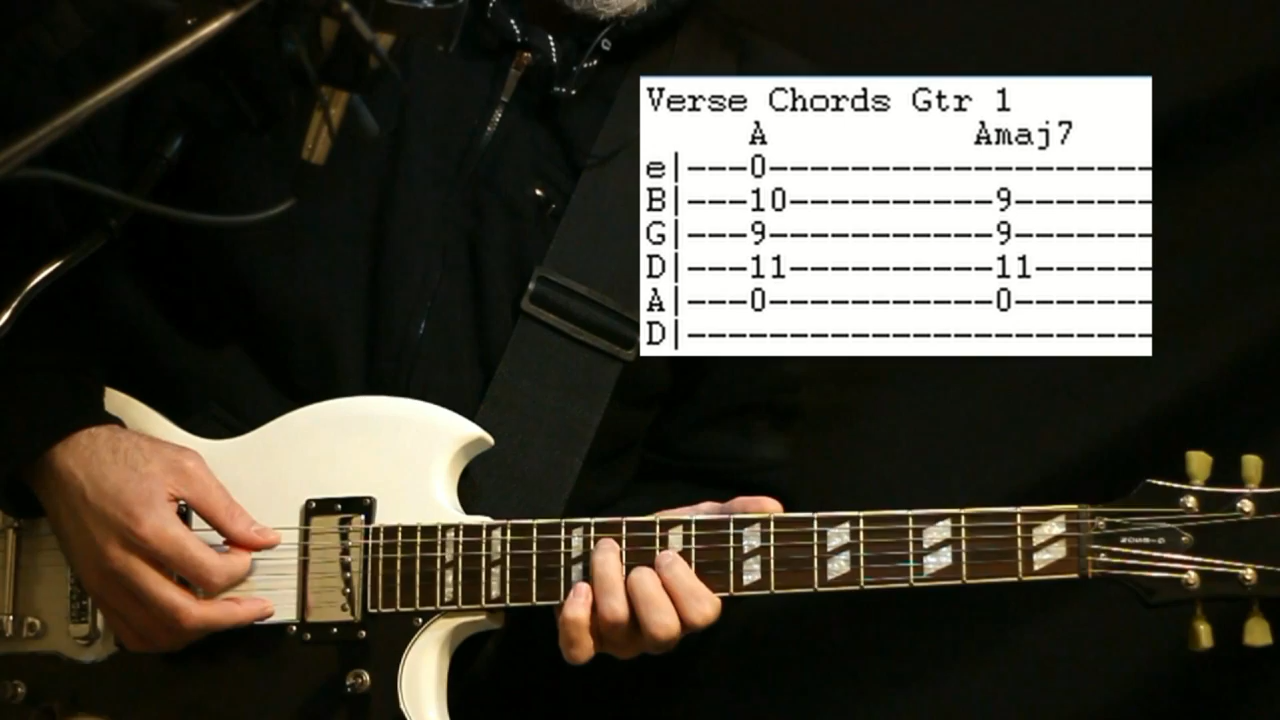 Verse Chords Gtr 1
A Amaj7
e|---0-------------------
B|---10----------9-------
G|---9-----------9-------
D|---11----------11------
A|---0-----------0-------
D|-----------------------